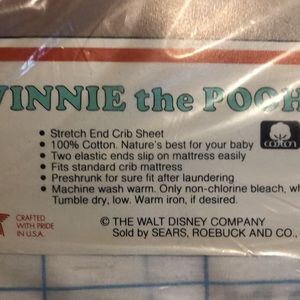 WINNIE the POOH
• Stretch End Crib Sheet
• 100% Cotton. Nature's best for your baby
• Two elastic ends slip on mattress easily
• Fits standard crib mattress
• Preshrunk for sure fit after laundering
• Machine wash warm. Only non-chlorine bleach, wh
Tumble dry, low. Warm iron, if desired.
COTTON
CRAFTED
WITH PRIDE
IN U.S.A.
© THE WALT DISNEY COMPANY
Sold by SEARS, ROEBUCK AND CO.,